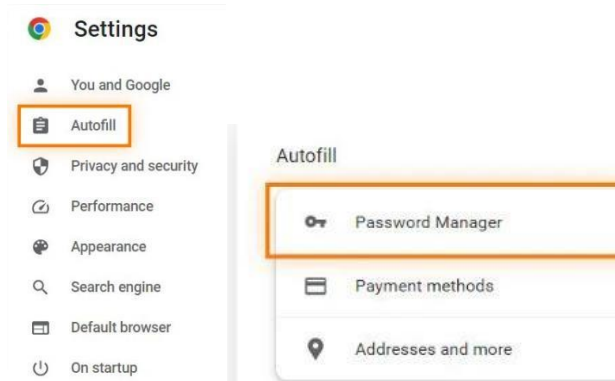 Settings
You and Google
Autofill
Privacy and security
Performance
Appearance
Search engine
Default browser
On startup
Autofill
Password Manager
Payment methods
Addresses and more